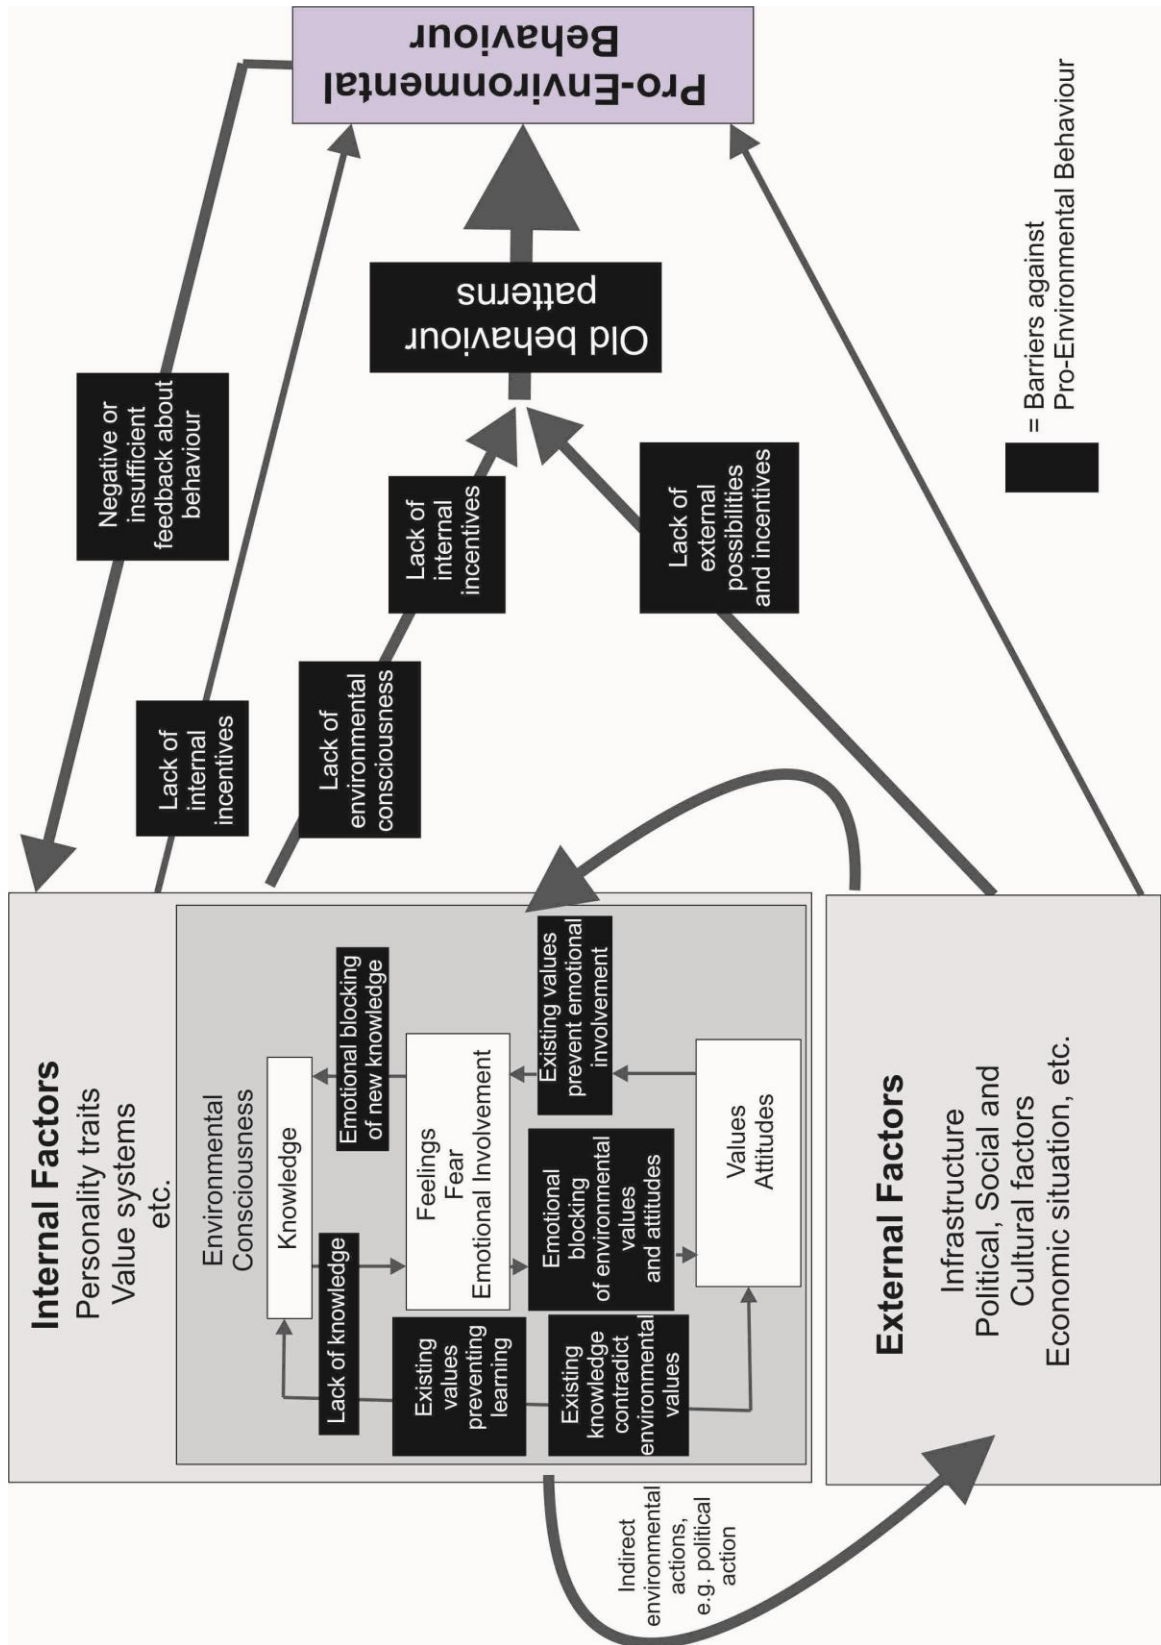 Internal Factors
Personality traits
Value systems
etc.
Environmental
Consciousness
Knowledge
Lack of knowledge
Emotional blocking
of new knowledge
Feelings
Fear
Emotional Involvement
Existing
values
preventing
learning
Emotional
blocking
of environmental
values
and attitudes
Existing values
prevent emotional
involvement
Existing
knowledge
contradict
environmental
values
Values
Attitudes
External Factors
Infrastructure
Political, Social and
Cultural factors
Economic situation, etc.
Indirect
environmental
actions,
e.g. political
action
Negative or
insufficient
feedback about
behaviour
Lack of
internal
incentives
Lack of
environmental
consciousness
Lack of
internal
incentives
Lack of
external
possibilities
and incentives
Old behaviour
patterns
Pro-Environmental
Behaviour
= Barriers against
Pro-Environmental Behaviour